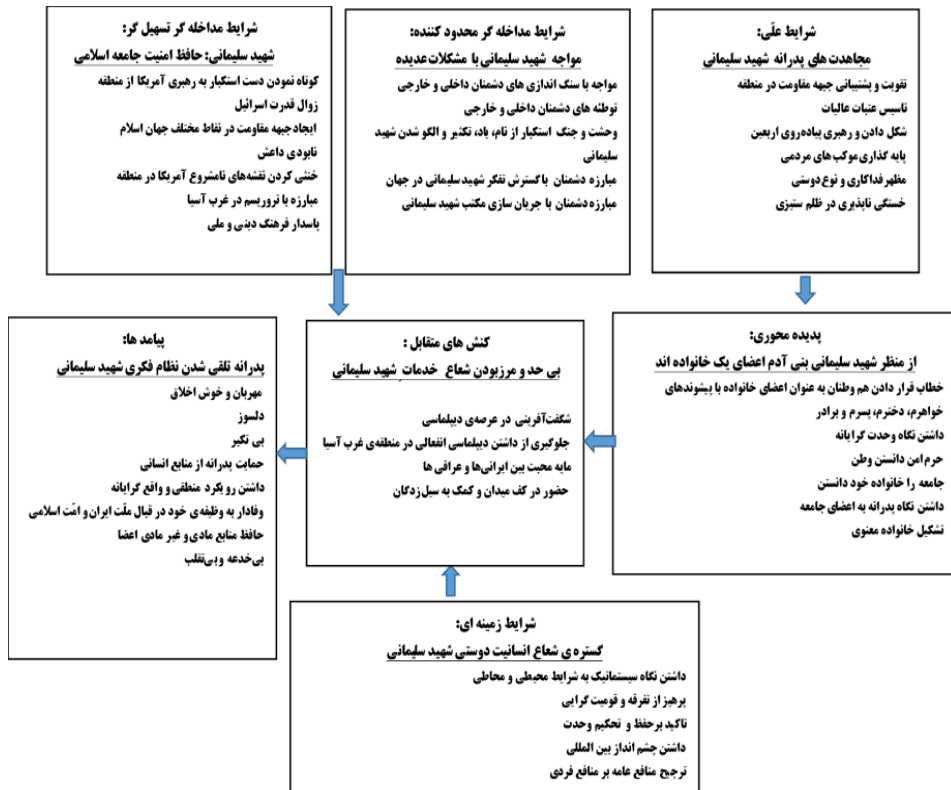 شرایط علّی:
مجاهدت های پدرانه شهید سلیمانی
تقویت و پشتیبانی جبهه مقاومت در منطقه
تاسیس عتبات عالیات
شکل دادن و رهبری پیاده‌روی اربعین
پایه گذاری موکب های مردمی
مظهر فداکاری و نوع دوستی
خستگی ناپذیری در ظلم ستیزی
شرایط مداخله گر محدود کننده:
مواجه شهید سلیمانی با مشکلات عدیده
مواجه با سنگ اندازی های دشمنان داخلی و خارجی
توطئه های دشمنان داخلی و خارجی
وحشت و جنگ استکبار از نام، یاد، تکثیر و الگو شدن شهید
سلیمانی
مبارزه دشمنان با گسترش تفکر شهید سلیمانی در جهان
مبارزه دشمنان با جریان سازی مکتب شهید سلیمانی
شرایط مداخله گر تسهیل گر:
شهید سلیمانی: حافظ امنیت جامعه اسلامی
کوتاه نمودن دست استکبار به رهبری آمریکا از منطقه
زوال قدرت اسرائیل
ایجاد جبهه مقاومت در نقاط مختلف جهان اسلام
نابودی داعش
خنثی کردن نقشه‌های نامشروع آمریکا در منطقه
مبارزه با تروریسم در غرب آسیا
پاسدار فرهنگ دینی و ملی
پدیده محوری:
از منظر شهید سلیمانی بنی آدم اعضای یک خانواده اند
خطاب قرار دادن هم وطنان به عنوان اعضای خانواده با پیشوندهای
خواهرم، دخترم، پسرم و برادر
داشتن نگاه وحدت گرایانه
حرم امن دانستن وطن
جامعه را خانواده خود دانستن
داشتن نگاه پدرانه به اعضای جامعه
تشکیل خانواده معنوی
کنش های متقابل :
بی حد و مرزبودن شعاع خدمات شهید سلیمانی
شگفت‌آفرینی در عرصه‌ی دیپلماسی
جلوگیری از داشتن دیپلماسی انفعالی در منطقه‌ی غرب آسیا
مایه محبت بین ایرانی‌ها و عراقی ها
حضور در کف میدان و کمک به سیل زدگان
پیامد ها:
پدرانه تلقی شدن نظام فکری شهید سلیمانی
مهربان و خوش اخلاق
دلسوز
بی تکبر
حمایت پدرانه از منابع انسانی
داشتن رویکرد منطقی و واقع گرایانه
وفادار به وظیفه‌ی خود در قبال ملّت ایران و امّت اسلامی
حافظ منابع مادی و غیر مادی اعضا
بی‌خدعه و بی‌تقلب
شرایط زمینه ای:
گستره ی شعاع انسانیت دوستی شهید سلیمانی
داشتن نگاه سیستماتیک به شرایط محیطی و محاطی
پرهیز از تفرقه و قومیت گرایی
تاکید برحفظ و تحکیم وحدت
داشتن چشم انداز بین المللی
ترجیح منافع عامه بر منافع فردی